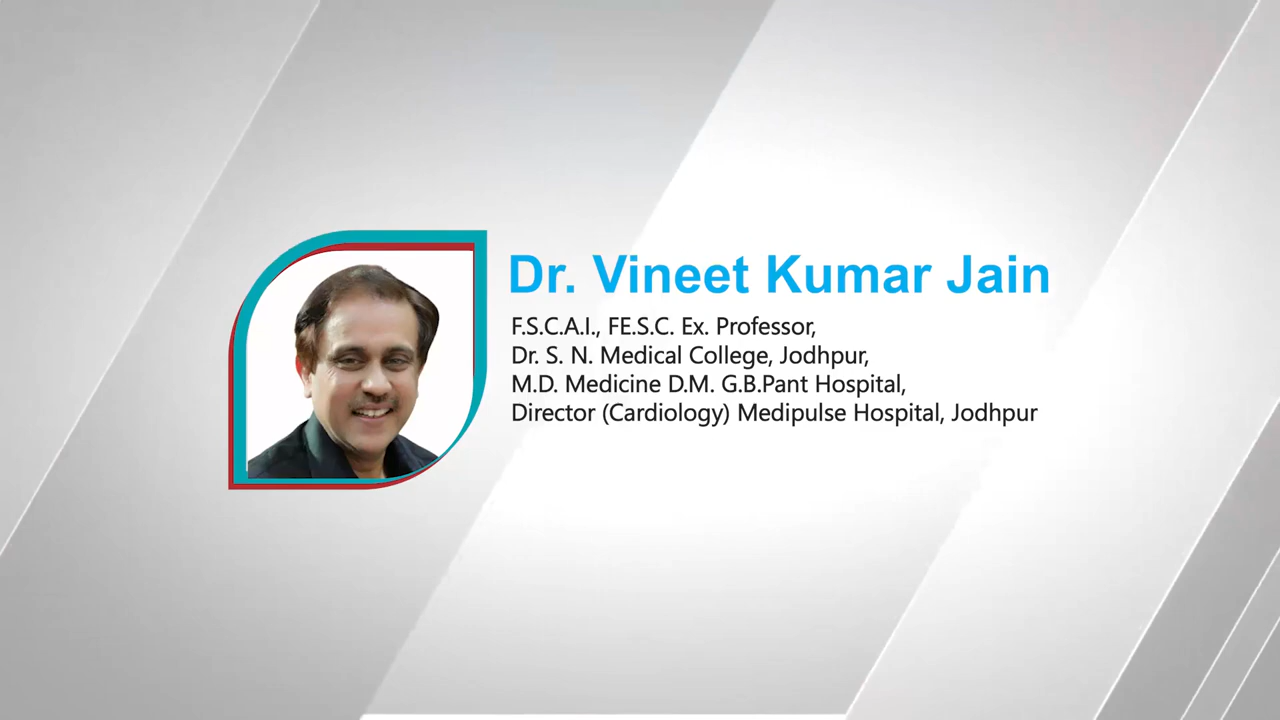 Dr. Vineet Kumar Jain
F.S.C.A.I., FE.S.C. Ex. Professor,
Dr. S. N. Medical College, Jodhpur,
M.D. Medicine D.M. G.B.Pant Hospital,
Director (Cardiology) Medipulse Hospital, Jodhpur